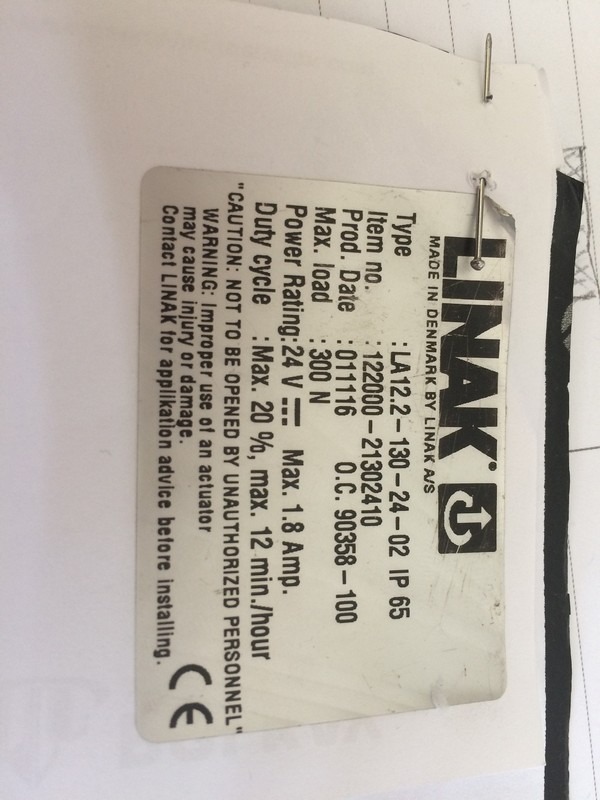 LINAK®
MADE IN DENMARK BY LINAK A/S
Type : LA12.2-130-24-02 IP 65
Item no. : 122000-21302410
Prod. Date : 011116 O.C. 90358-100
Max. load : 300 N
Power Rating: 24 V ⎓ Max. 1.8 Amp.
Duty cycle : Max. 20 %, max. 12 min./hour
"CAUTION: NOT TO BE OPENED BY UNAUTHORIZED PERSONNEL"
WARNING: Improper use of an actuator
may cause injury or damage.
Contact LINAK for application advice before installing.
CE